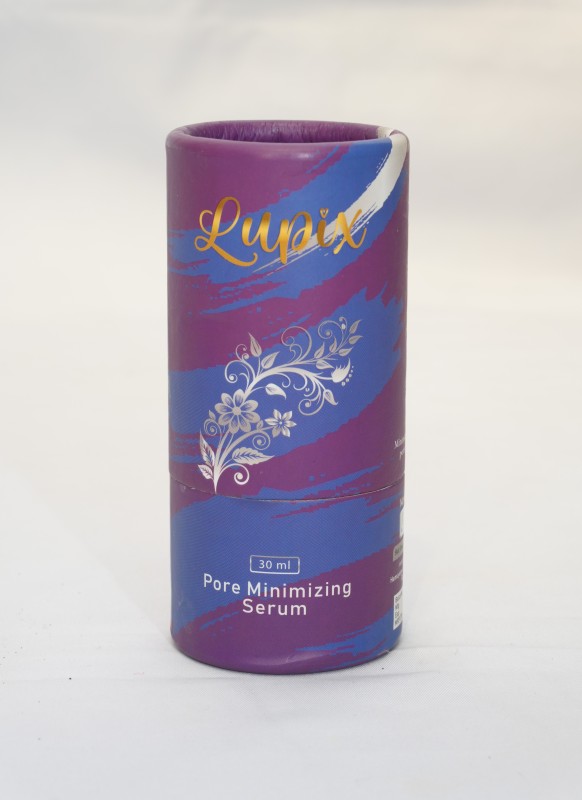 Lupix
30 ml
Pore Minimizing
Serum